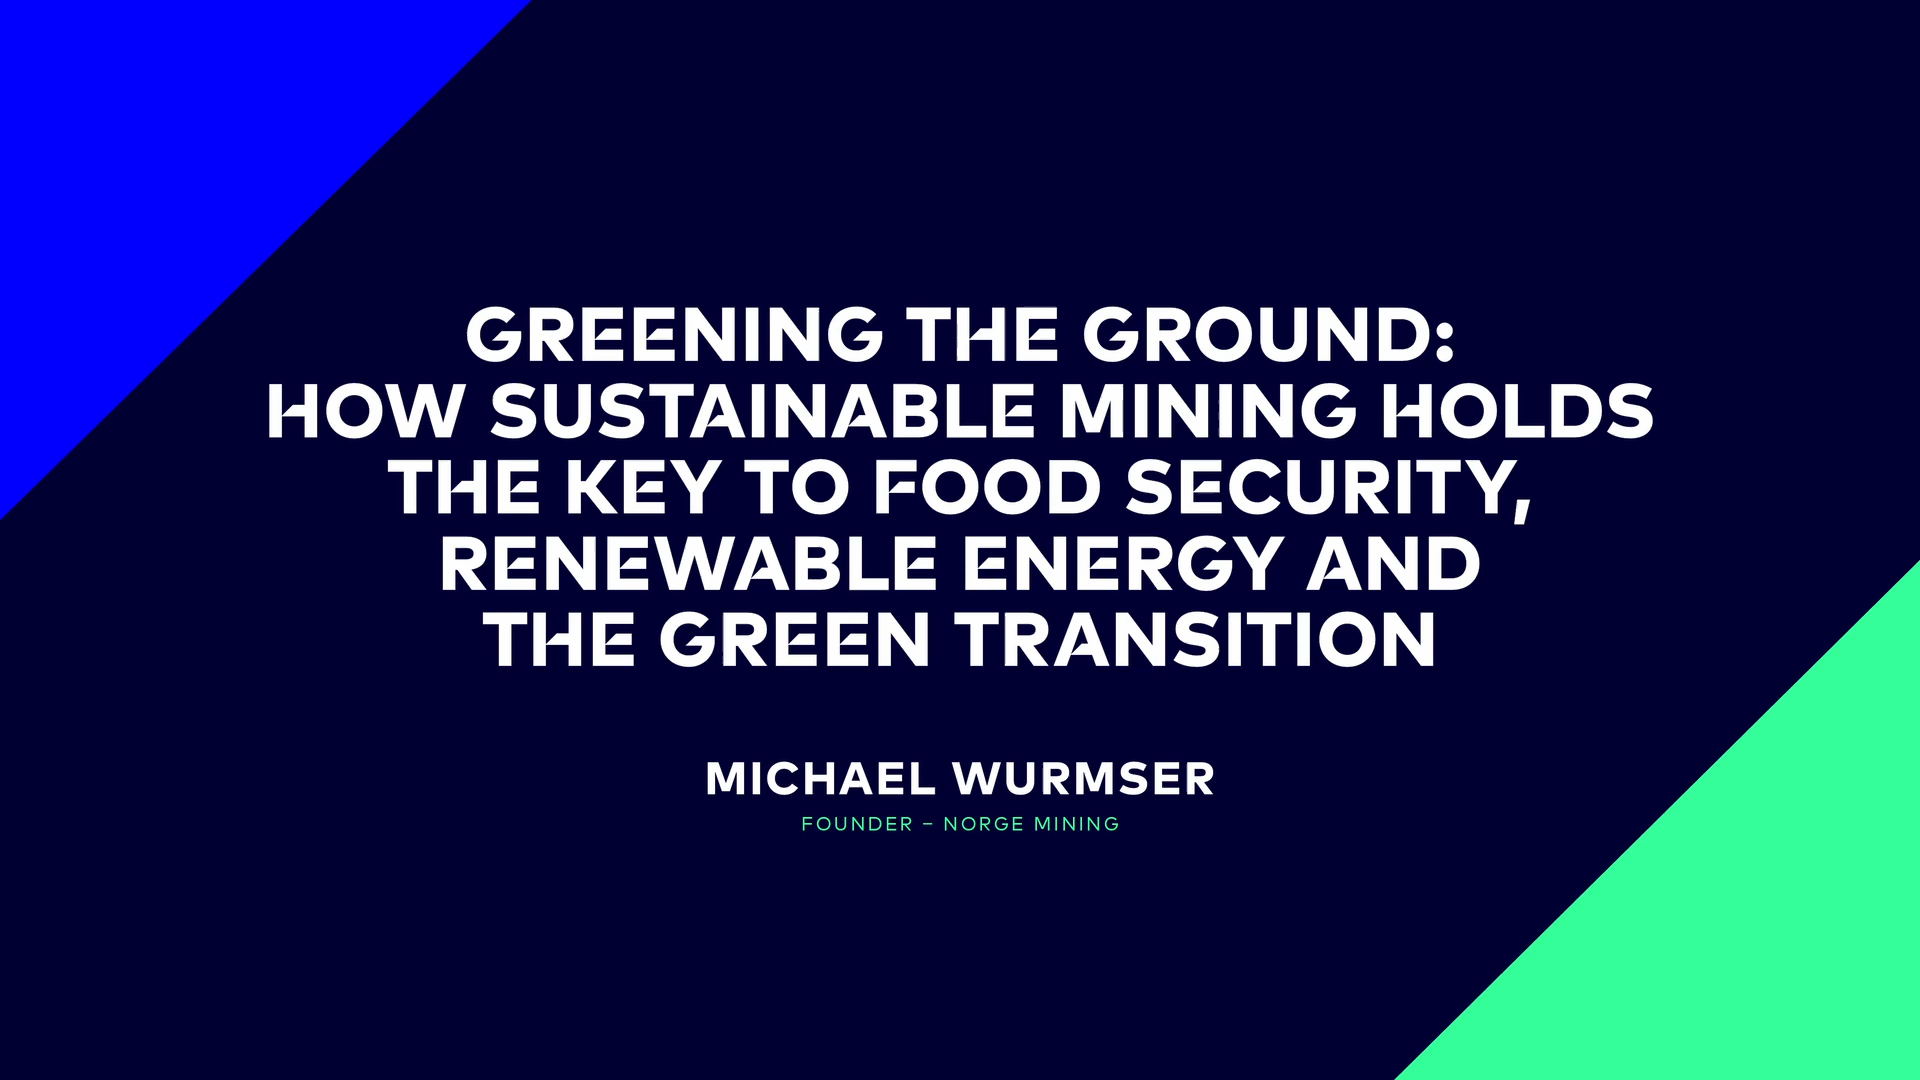 GREENING THE GROUND:
HOW SUSTAINABLE MINING HOLDS
THE KEY TO FOOD SECURITY,
RENEWABLE ENERGY AND
THE GREEN TRANSITION
MICHAEL WURMSER
FOUNDER – NORGE MINING